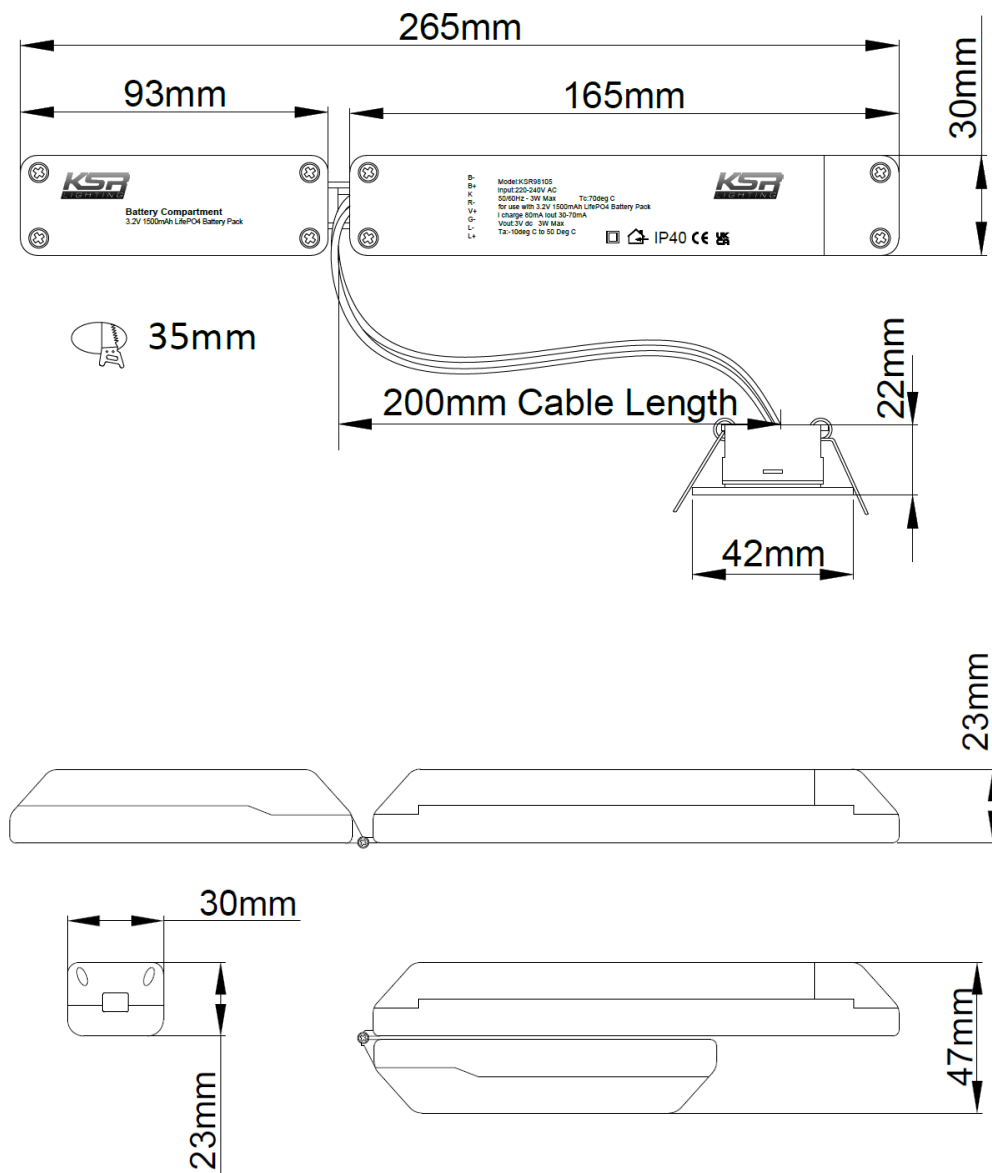 265mm
93mm
165mm
30mm
KSR
LIGHTING
Battery Compartment
3.2V 1500mAh LifePO4 Battery Pack
B-
B+
K
R-
V+
G-
L-
L+
Model:KSR98105
Input:220-240V AC
50/60Hz - 3W Max Tc:70deg C
for use with 3.2V 1500mAh LifePO4 Battery Pack
I charge 60mA Iout 30-70mA
Vout:3V dc 3W Max
Ta:-10deg C to 50 Deg C
KSR
LIGHTING
IP40 CE UKCA
35mm
200mm Cable Length
22mm
42mm
23mm
30mm
23mm
47mm